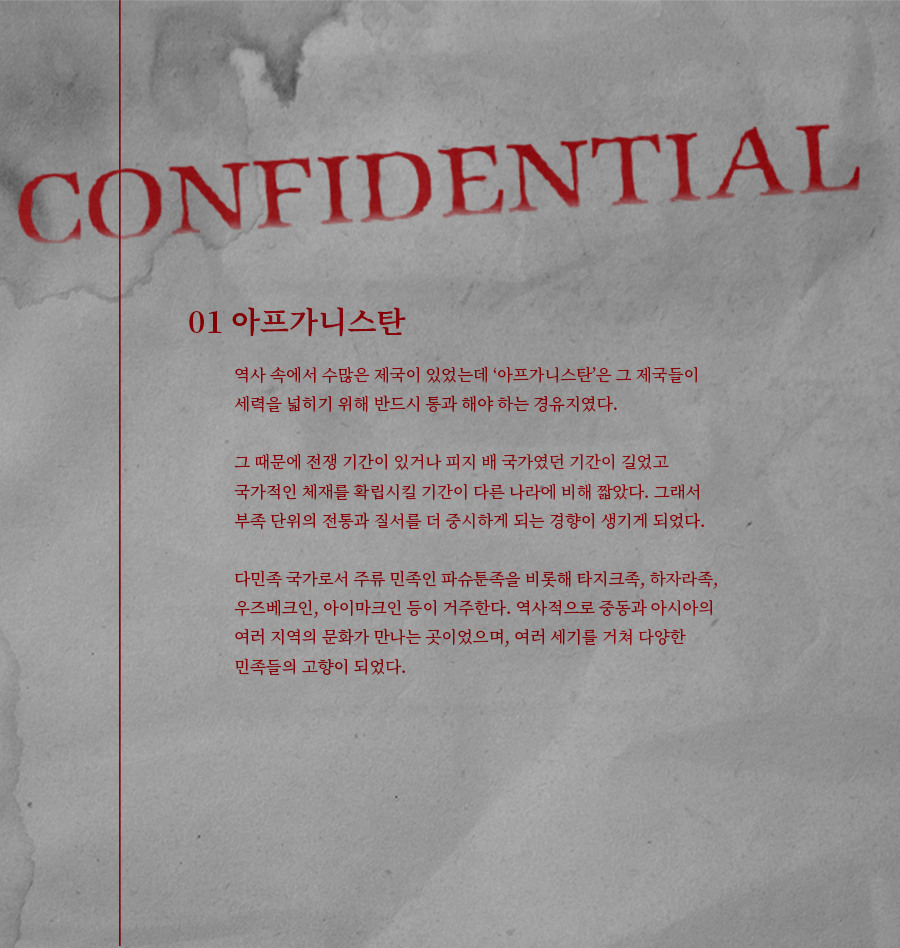 CONFIDENTIAL
01 아프가니스탄
역사 속에서 수많은 제국이 있었는데 ‘아프가니스탄’은 그 제국들이
세력을 넓히기 위해 반드시 통과 해야 하는 경유지였다.
그 때문에 전쟁 기간이 있거나 피지 배 국가였던 기간이 길었고
국가적인 체재를 확립시킬 기간이 다른 나라에 비해 짧았다. 그래서
부족 단위의 전통과 질서를 더 중시하게 되는 경향이 생기게 되었다.
다민족 국가로서 주류 민족인 파슈툰족을 비롯해 타지크족, 하자라족,
우즈베크인, 아이마크인 등이 거주한다. 역사적으로 중동과 아시아의
여러 지역의 문화가 만나는 곳이었으며, 여러 세기를 거쳐 다양한
민족들의 고향이 되었다.